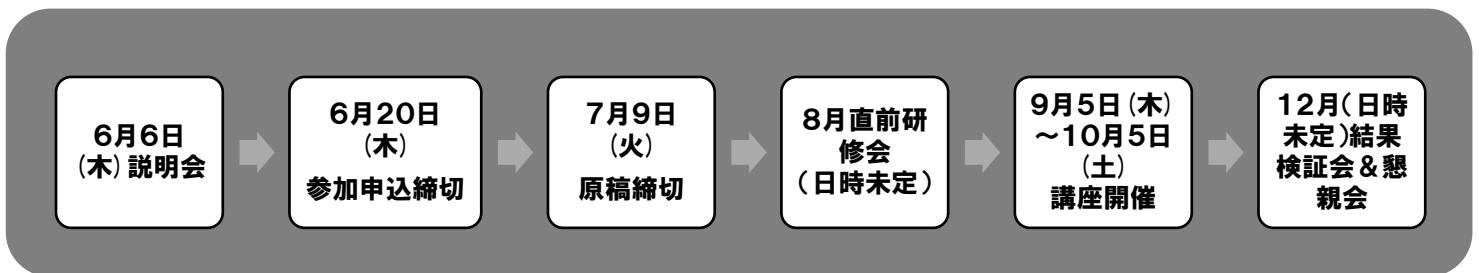 6月6日
(木)説明会
6月20日
(木)
参加申込締切
7月9日
(火)
原稿締切
8月直前研
修会
(日時未定)
9月5日(木)
~10月5日
(土)
講座開催
12月(日時
未定)結果
検証会&懇
親会